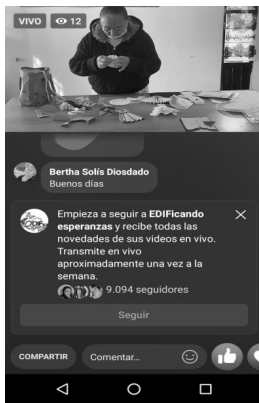 VIVO 12
Bertha Solís Diosdado
Buenos días
Empieza a seguir a EDIFicando
esperanzas y recibe todas las
novedades de sus videos en vivo.
Transmite en vivo
aproximadamente una vez a la
semana.
9.094 seguidores
Seguir
COMPARTIR Comentar...